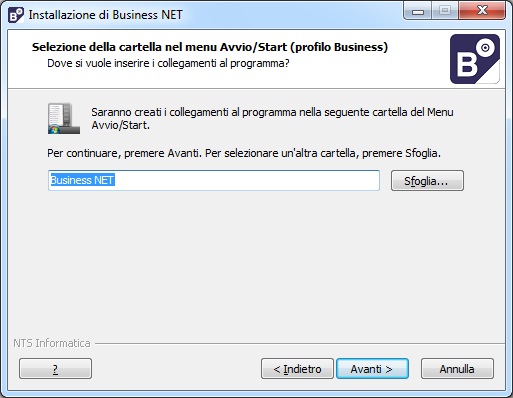 Installazione di Business NET
Selezione della cartella nel menu Avvio/Start (profilo Business)
Dove si vuole inserire i collegamenti al programma?
B
Saranno creati i collegamenti al programma nella seguente cartella del Menu
Avvio/Start.
Per continuare, premere Avanti. Per selezionare un'altra cartella, premere Sfoglia.
Business NET
Sfoglia...
NTS Informatica
?
< Indietro
Avanti >
Annulla